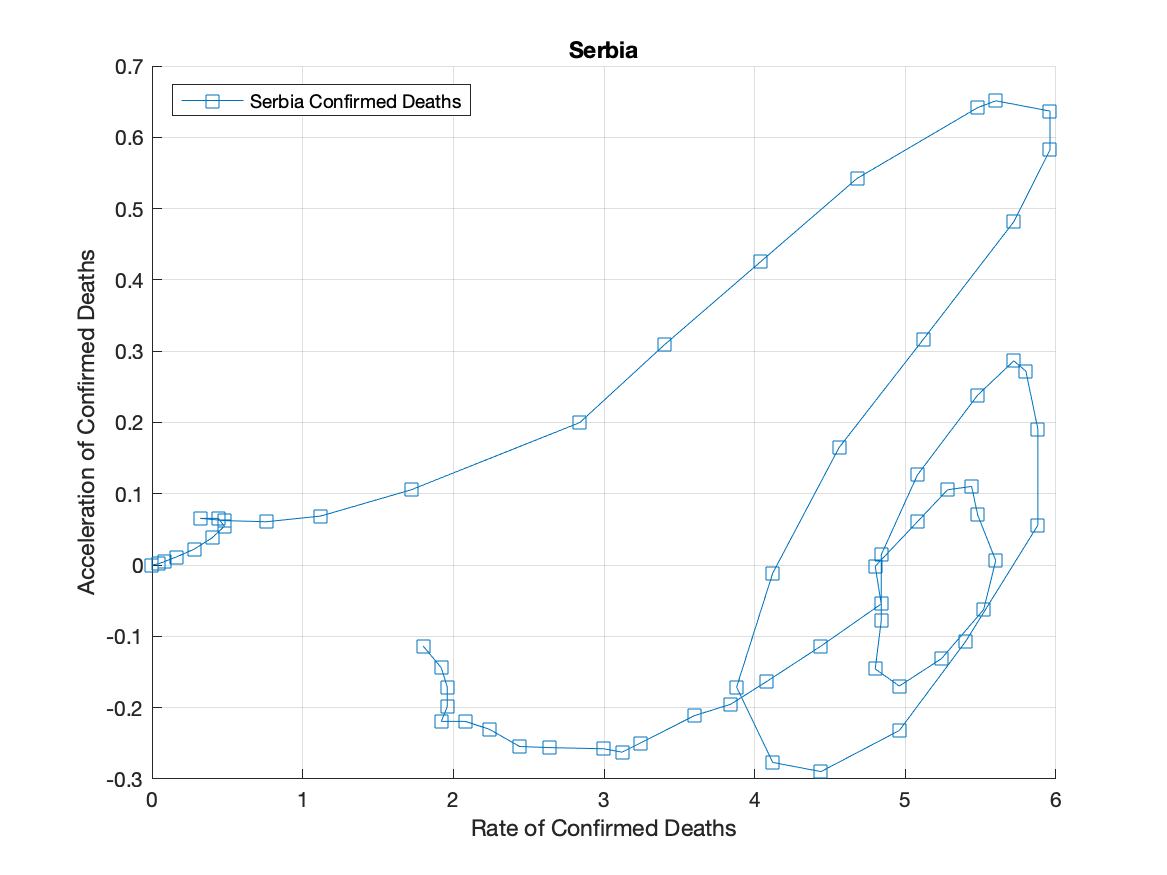 Serbia
Serbia Confirmed Deaths
0.7
0.6
0.5
0.4
0.3
0.2
0.1
0
-0.1
-0.2
-0.3
Acceleration of Confirmed Deaths
0 1 2 3 4 5 6
Rate of Confirmed Deaths